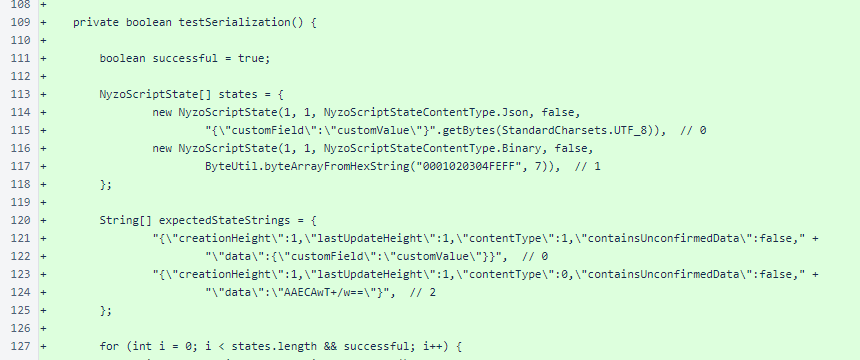 108 +
109 + private boolean testSerialization() {
110 +
111 + boolean successful = true;
112 +
113 + NyzoScriptState[] states = {
114 + new NyzoScriptState(1, 1, NyzoScriptStateContentType.Json, false,
115 + "{\"customField\":\"customValue\"}".getBytes(StandardCharsets.UTF_8)), // 0
116 + new NyzoScriptState(1, 1, NyzoScriptStateContentType.Binary, false,
117 + ByteUtil.byteArrayFromHexString("0001020304FEFF", 7)), // 1
118 + };
119 +
120 + String[] expectedStateStrings = {
121 + "{\"creationHeight\":1,\"lastUpdateHeight\":1,\"contentType\":1,\"containsUnconfirmedData\":false," +
122 + "\"data\":{\"customField\":\"customValue\"}}", // 0
123 + "{\"creationHeight\":1,\"lastUpdateHeight\":1,\"contentType\":0,\"containsUnconfirmedData\":false," +
124 + "\"data\":\"AAECAwT+/w==\"}", // 2
125 + };
126 +
127 + for (int i = 0; i < states.length && successful; i++) {